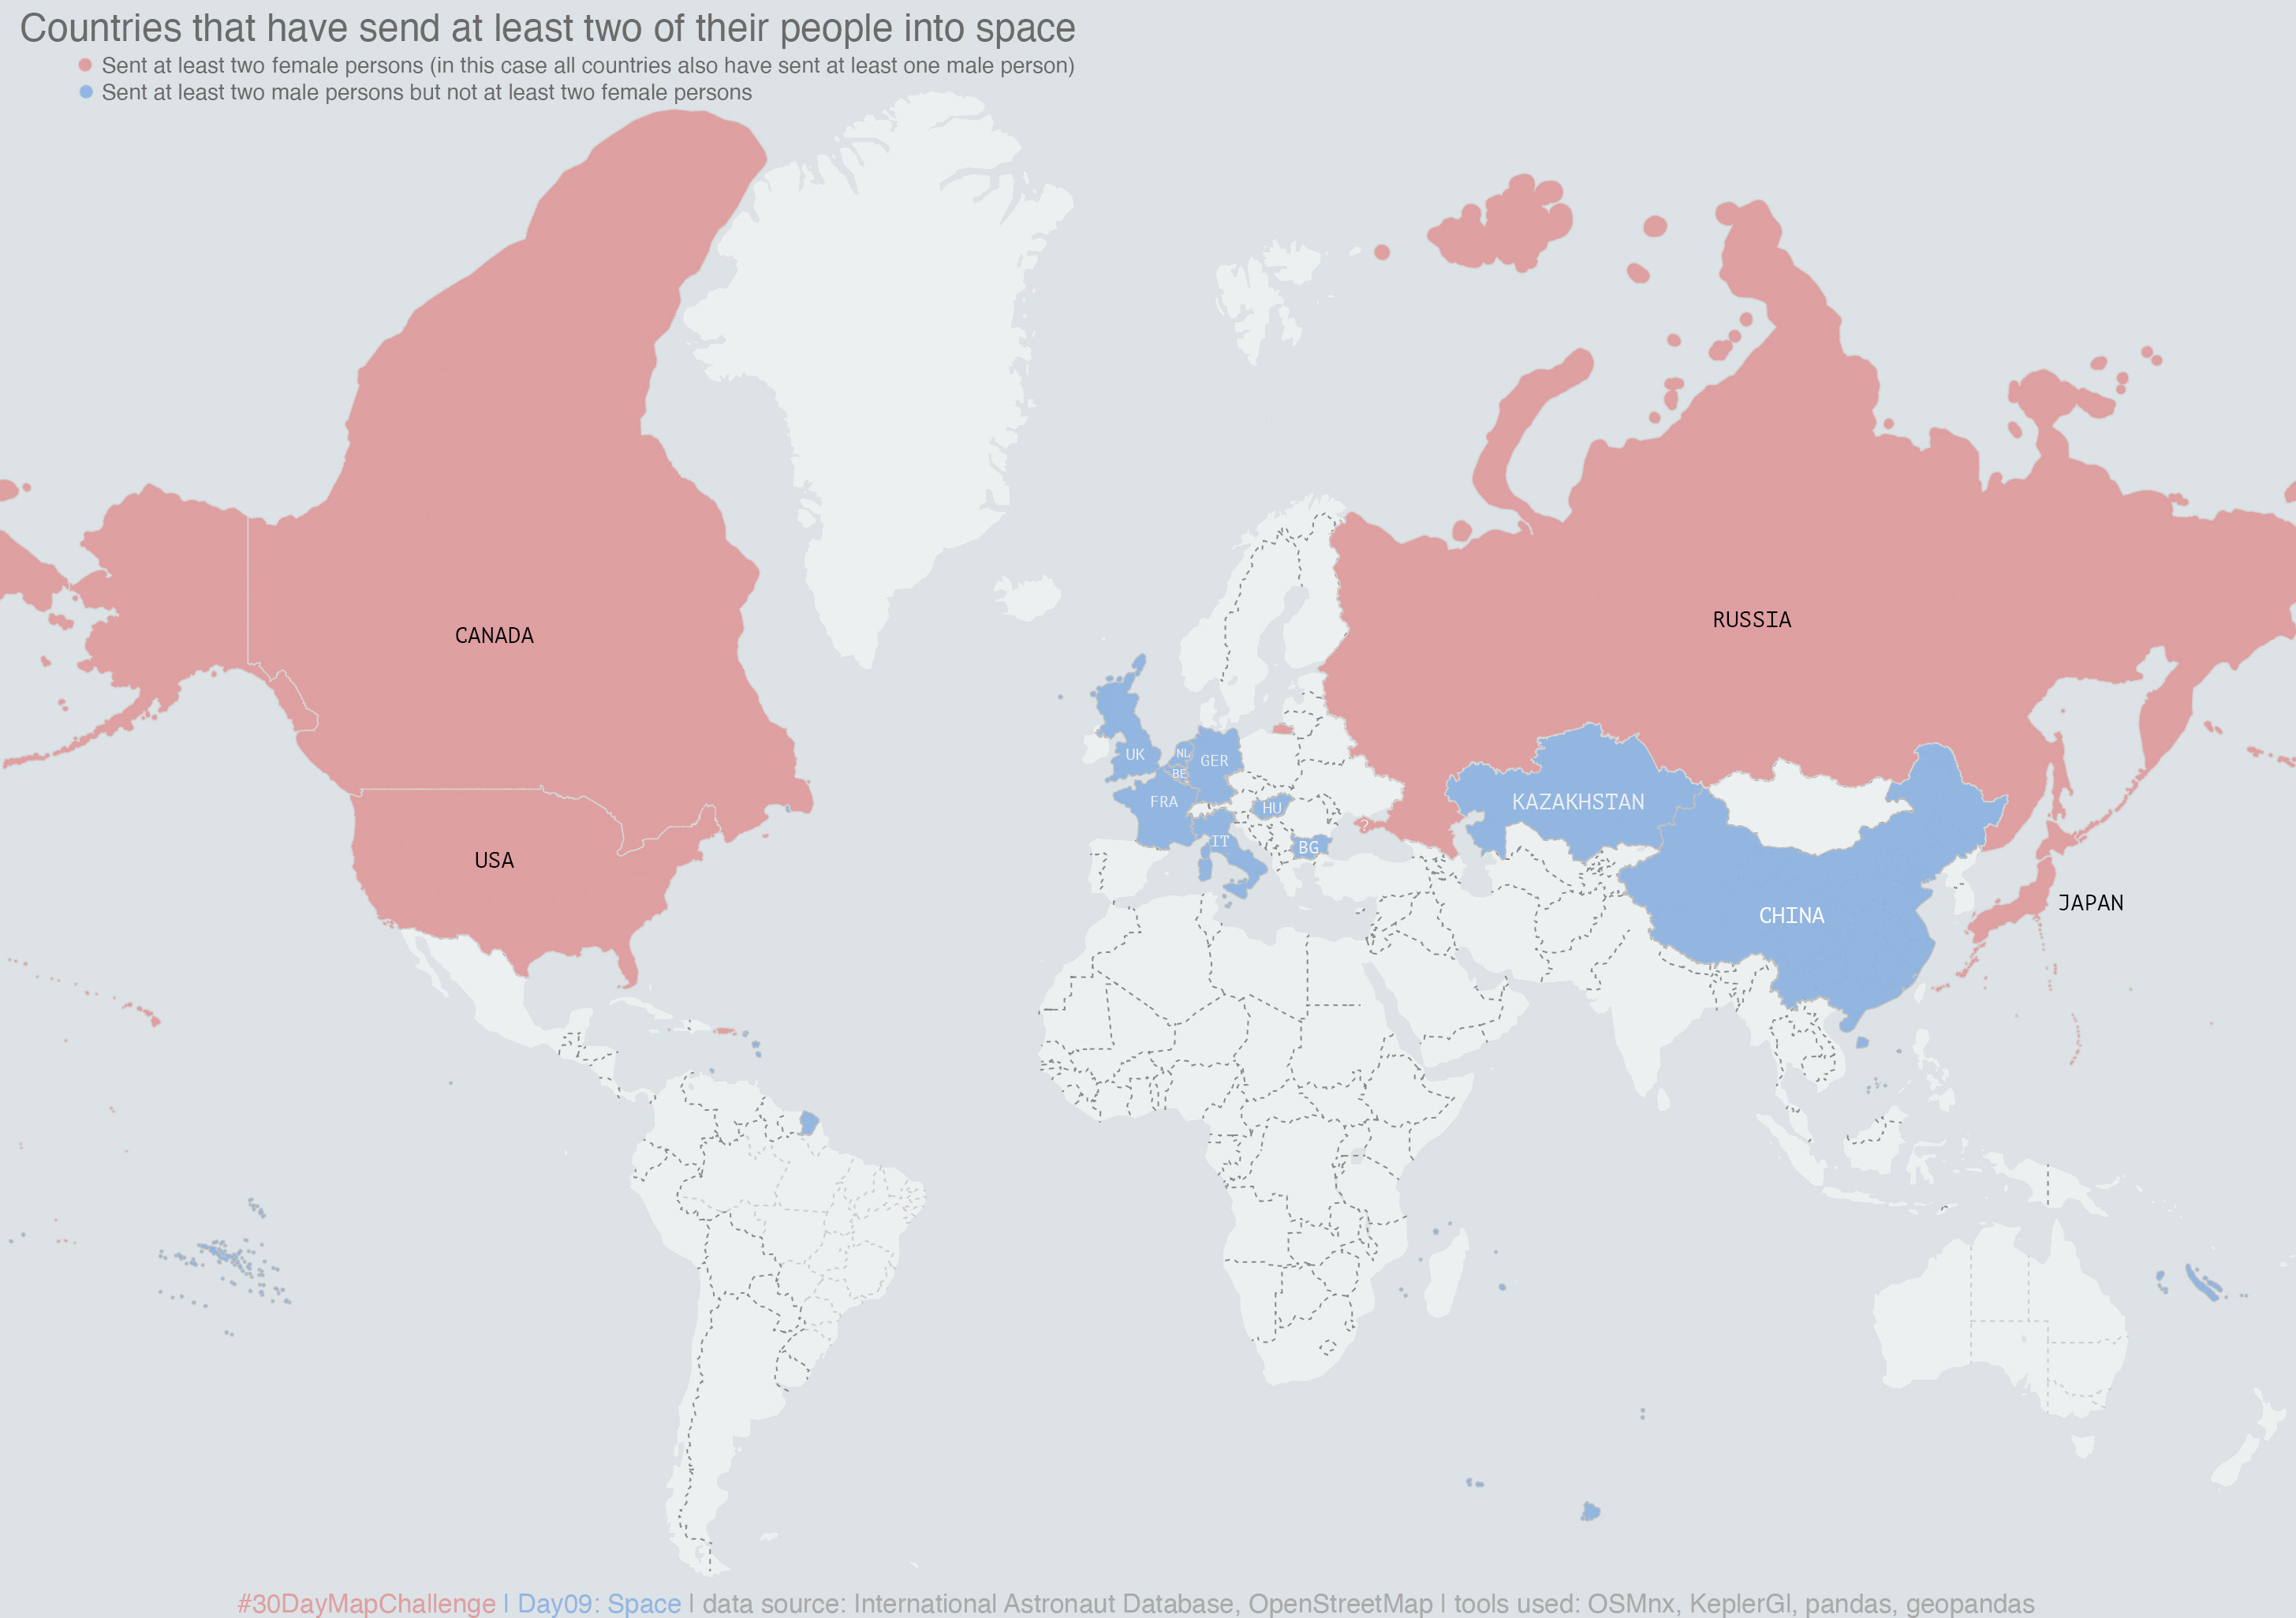 Countries that have send at least two of their people into space
Sent at least two female persons (in this case all countries also have sent at least one male person)
Sent at least two male persons but not at least two female persons
CANADA
RUSSIA
UK
NL
GER
BE
FRA
HU
KAZAKHSTAN
?
IT
BG
USA
JAPAN
CHINA
#30DayMapChallenge | Day09: Space | data source: International Astronaut Database, OpenStreetMap | tools used: OSMnx, KeplerGl, pandas, geopandas